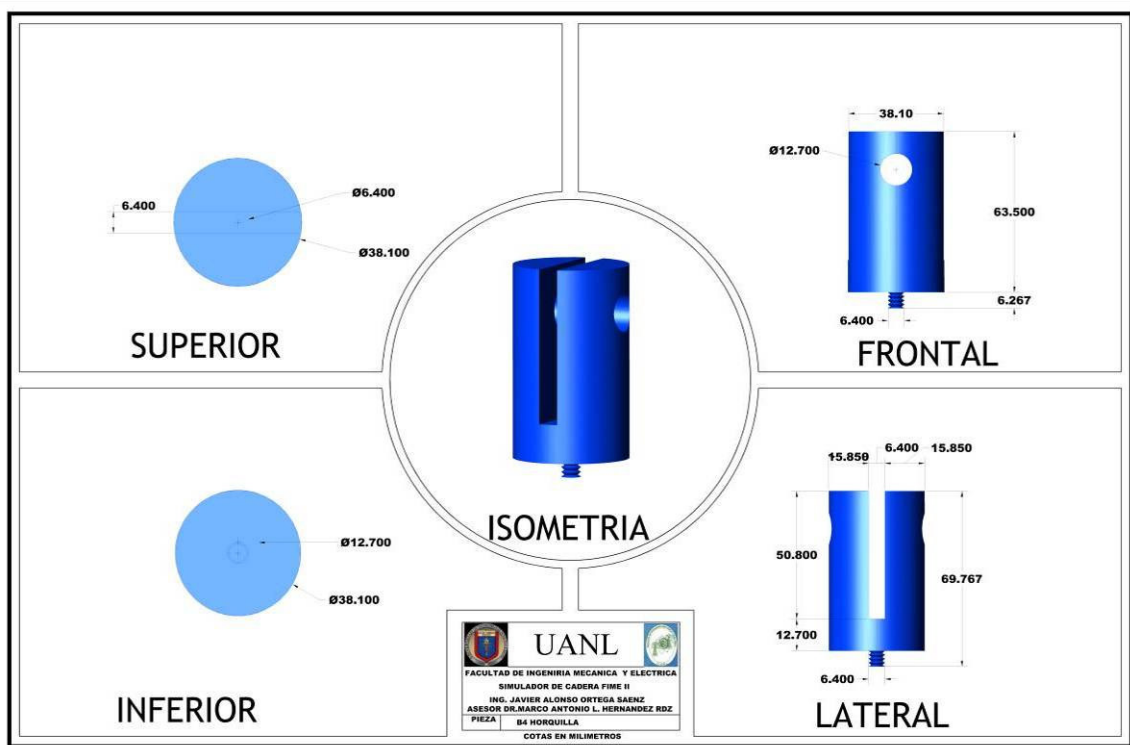 6.400
Ø6.400
Ø38.100
SUPERIOR
38.10
Ø12.700
63.500
6.267
6.400
FRONTAL
ISOMETRIA
Ø12.700
Ø38.100
INFERIOR
6.400
15.850
15.850
50.800
69.767
12.700
6.400
LATERAL
UANL
FACULTAD DE INGENIRIA MECANICA Y ELECTRICA
SIMULADOR DE CADERA FIME II
ING. JAVIER ALONSO ORTEGA SAENZ
ASESOR DR.MARCO ANTONIO L. HERNANDEZ RDZ
PIEZA B4 HORQUILLA
COTAS EN MILIMETROS